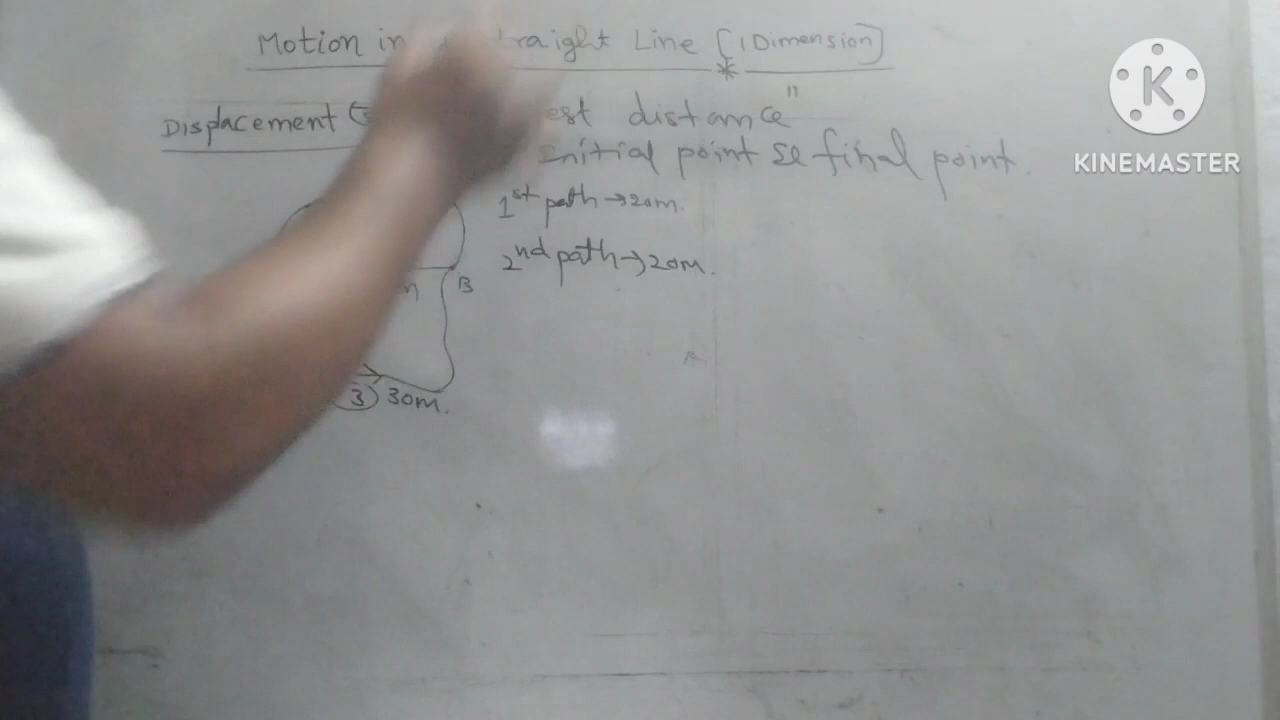 Motion in traight Line [1 Dimension]
*
Displacement est distance"
initial point se final point.
1st path → 20m.
2nd path → 20m.
B
3 30m.
K
KINEMASTER